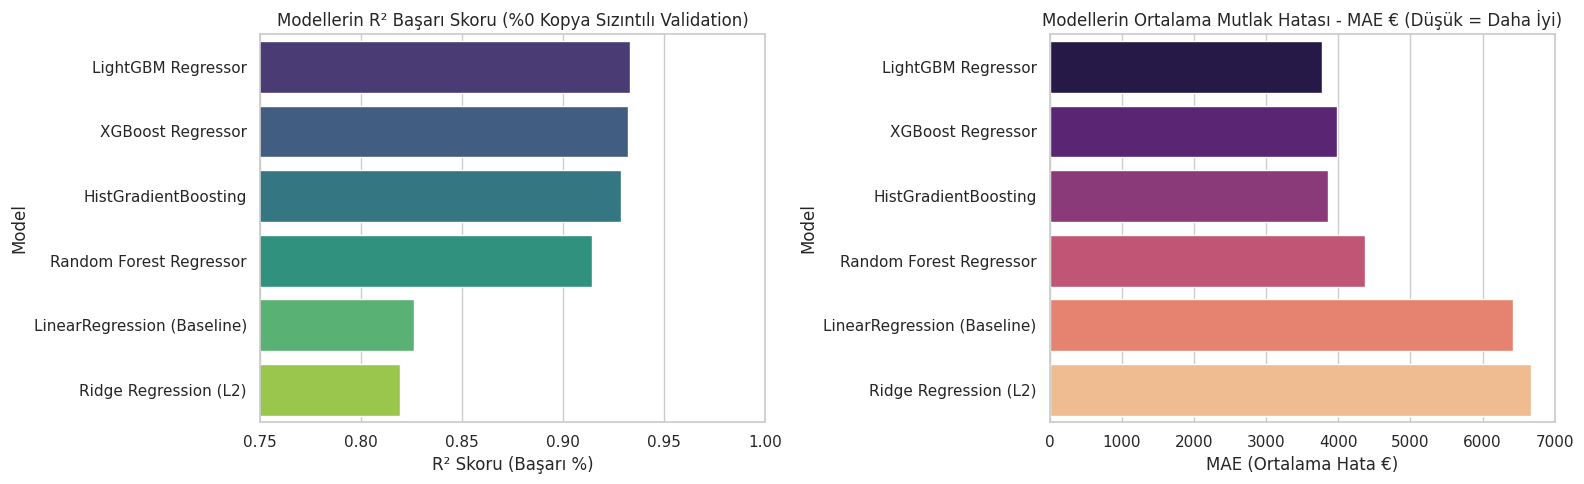 Modellerin R² Başarı Skoru (%0 Kopya Sızıntılı Validation)
Model
LightGBM Regressor
XGBoost Regressor
HistGradientBoosting
Random Forest Regressor
LinearRegression (Baseline)
Ridge Regression (L2)
0.75 0.80 0.85 0.90 0.95 1.00
R² Skoru (Başarı %)
Modellerin Ortalama Mutlak Hatası - MAE € (Düşük = Daha İyi)
Model
LightGBM Regressor
XGBoost Regressor
HistGradientBoosting
Random Forest Regressor
LinearRegression (Baseline)
Ridge Regression (L2)
0 1000 2000 3000 4000 5000 6000 7000
MAE (Ortalama Hata €)